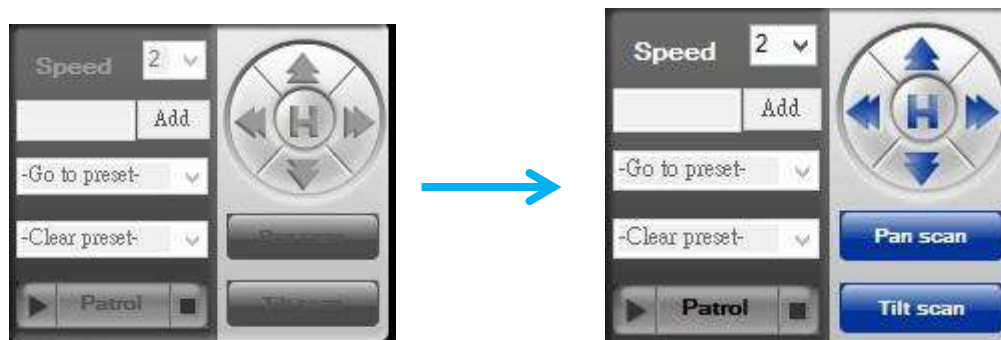 Speed 2
Add
H
-Go to preset-
-Clear preset-
Patrol
Speed 2
Add
H
-Go to preset-
-Clear preset-
Pan scan
Patrol
Tilt scan